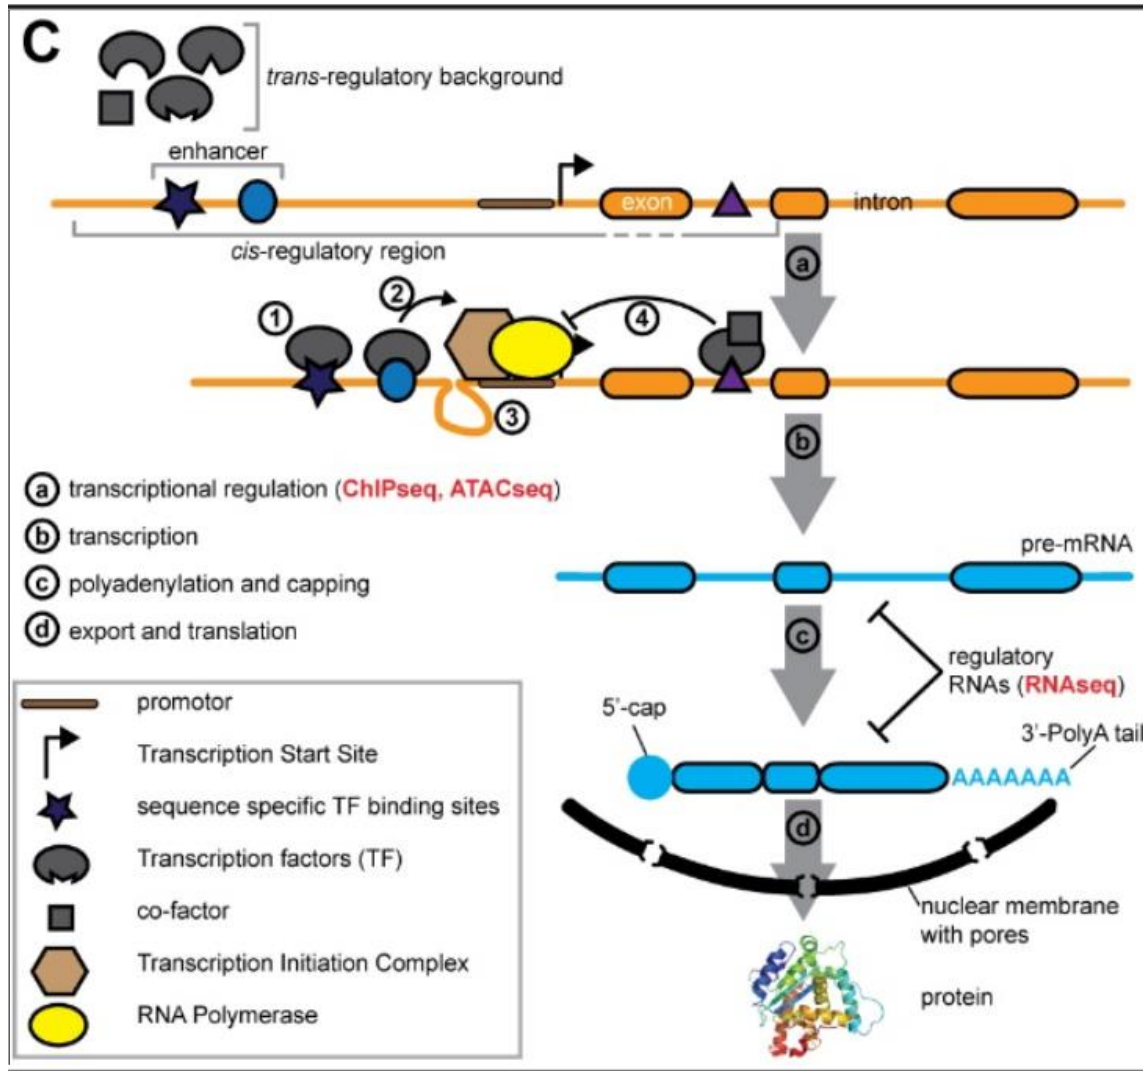 C
trans-regulatory background
enhancer
exon
intron
cis-regulatory region
a
1
2
4
3
b
a transcriptional regulation (ChIPseq, ATACseq)
b transcription
c polyadenylation and capping
d export and translation
pre-mRNA
c
regulatory
RNAs (RNAseq)
5'-cap
3'-PolyA tail
AAAAAAA
d
nuclear membrane
with pores
protein
promotor
Transcription Start Site
sequence specific TF binding sites
Transcription factors (TF)
co-factor
Transcription Initiation Complex
RNA Polymerase